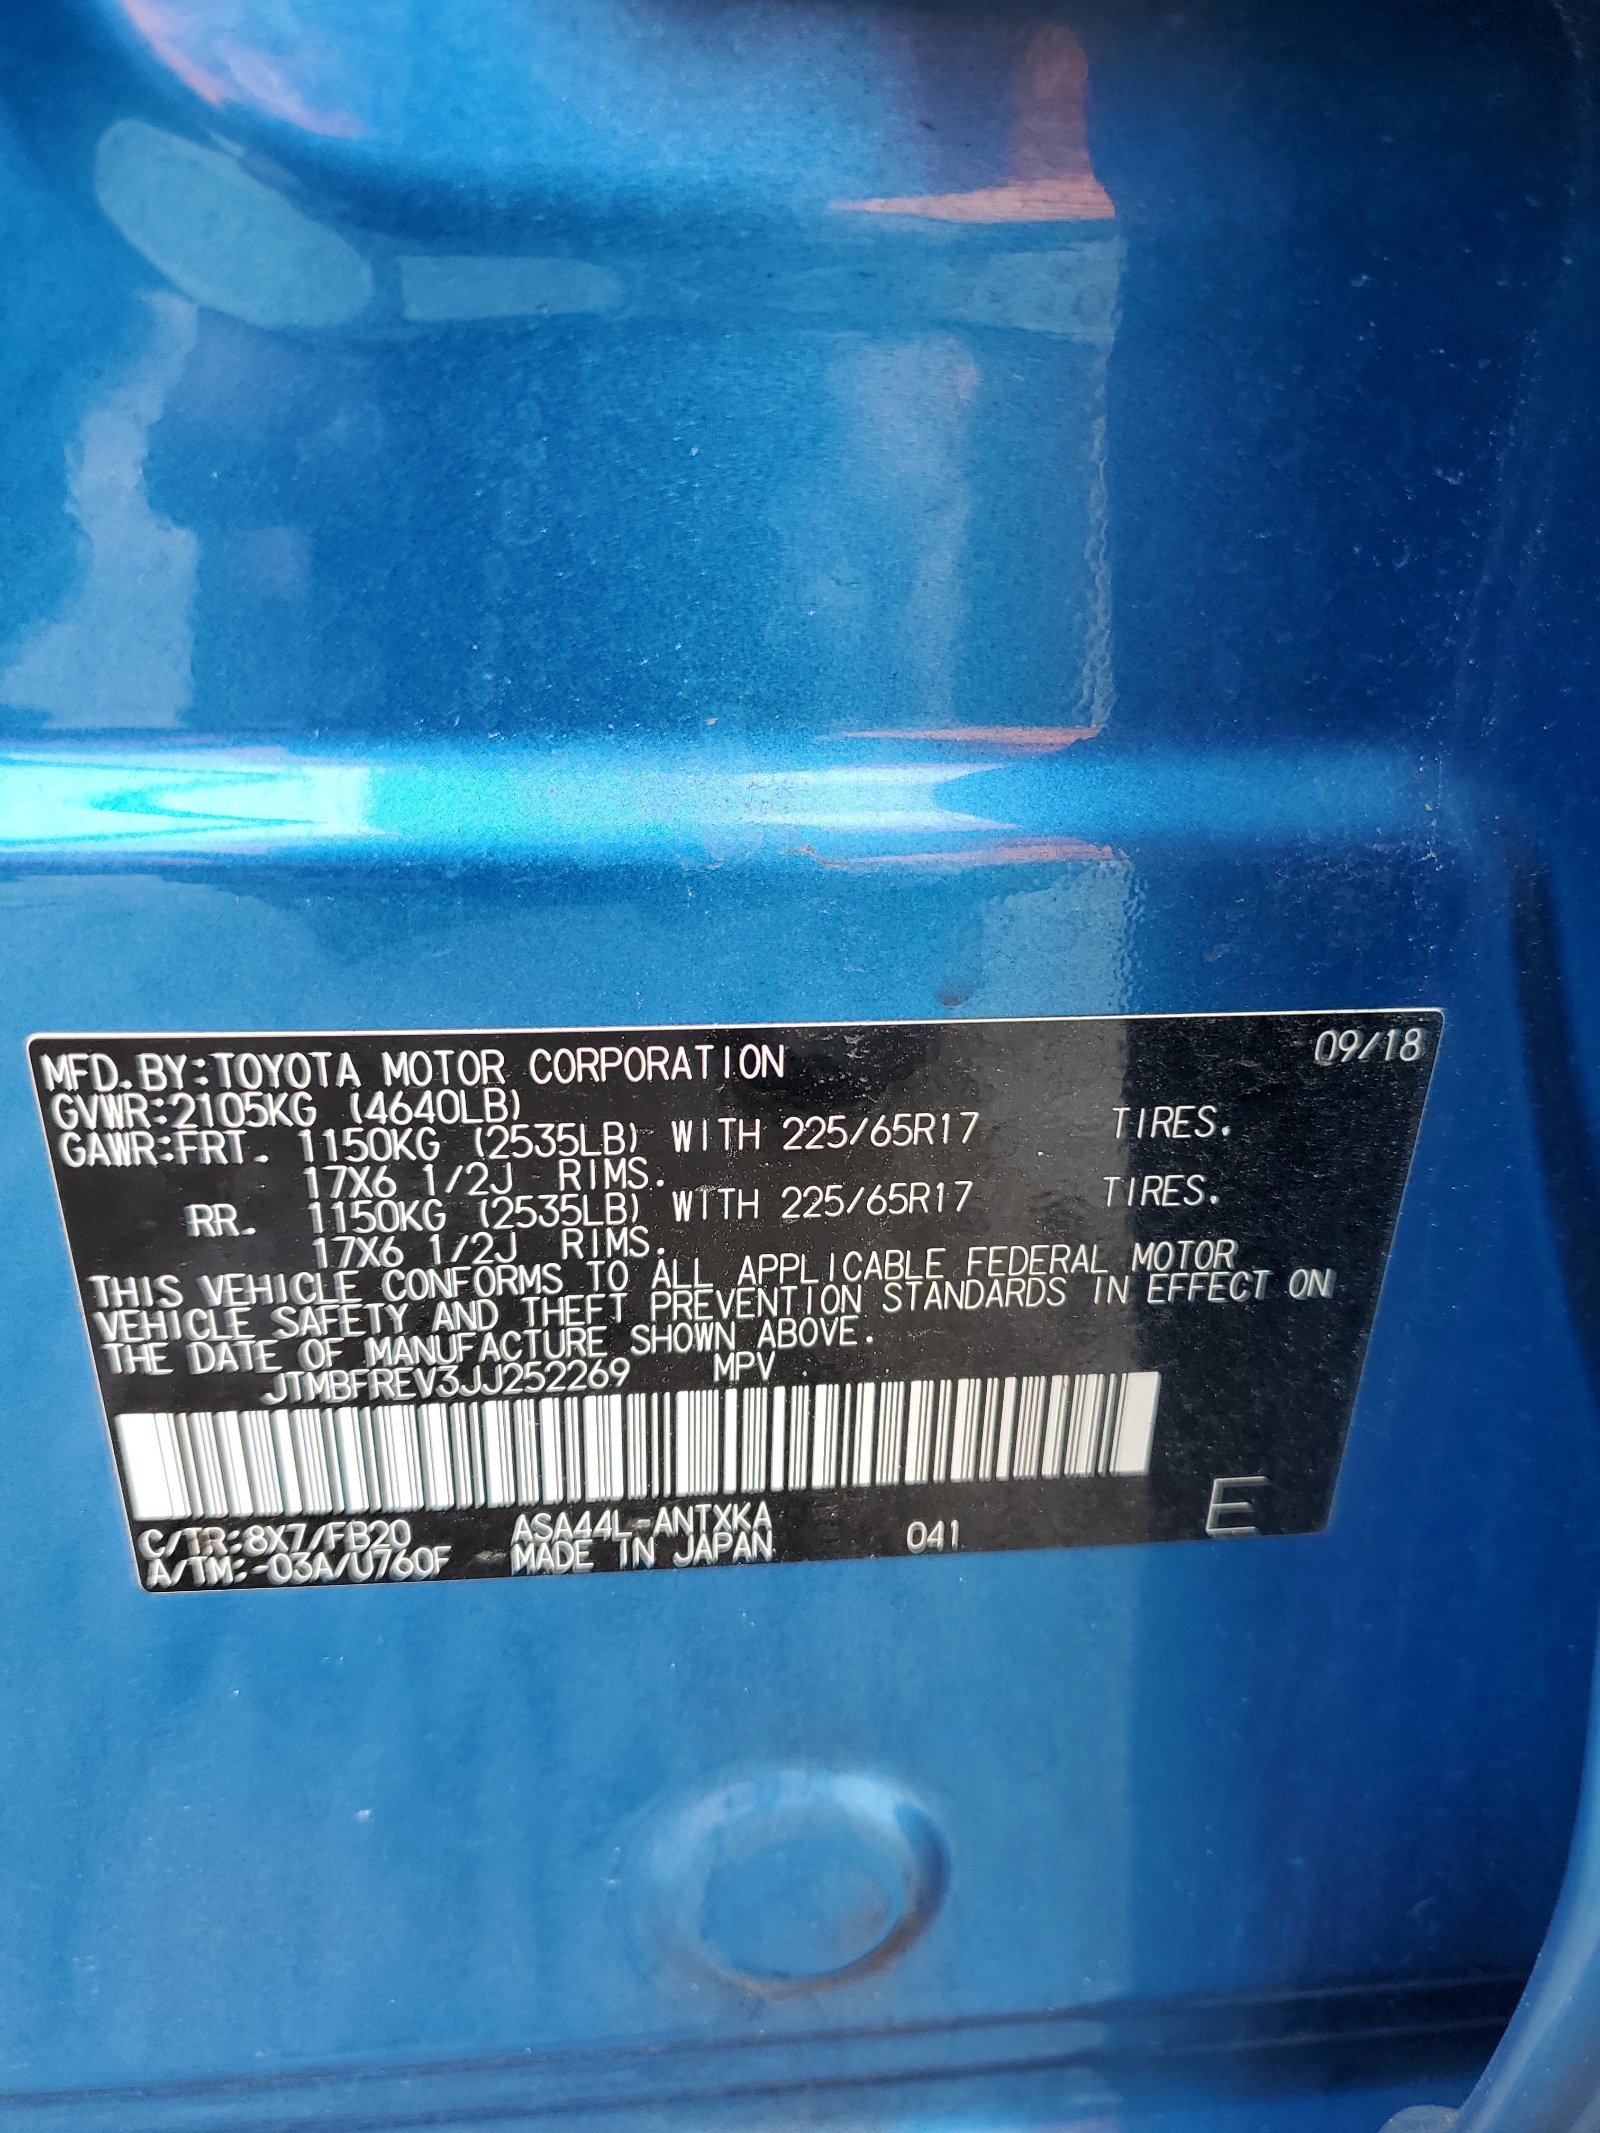 MFD.BY:TOYOTA MOTOR CORPORATION 09/18
GVWR:2105KG (4640LB)
GAWR:FRT. 1150KG (2535LB) WITH 225/65R17 TIRES.
17X6 1/2J RIMS.
RR. 1150KG (2535LB) WITH 225/65R17 TIRES.
17X6 1/2J RIMS.
THIS VEHICLE CONFORMS TO ALL APPLICABLE FEDERAL MOTOR
VEHICLE SAFETY AND THEFT PREVENTION STANDARDS IN EFFECT ON
THE DATE OF MANUFACTURE SHOWN ABOVE.
JTMBFREV3JJ252269 MPV
C/TR:8X7/FB20 ASA44L-ANTXKA 041 E
A/TM:-03A/U760F MADE IN JAPAN